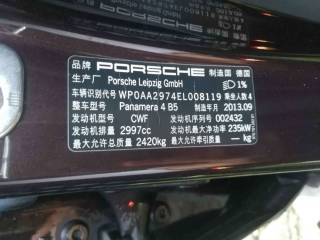 品牌 PORSCHE 制造国 德国
生产厂 Porsche Leipzig GmbH 1%
车辆识别代号 WP0AA2974EL008119 乘坐人数 4
整车型号 Panamera 4 B5 制造年月 2013.09
发动机型号 CWF 发动机号 002432
发动机排量 2997cc 发动机最大净功率 235kW
最大允许总质量 2420kg 最大允许牵引质量 — kg